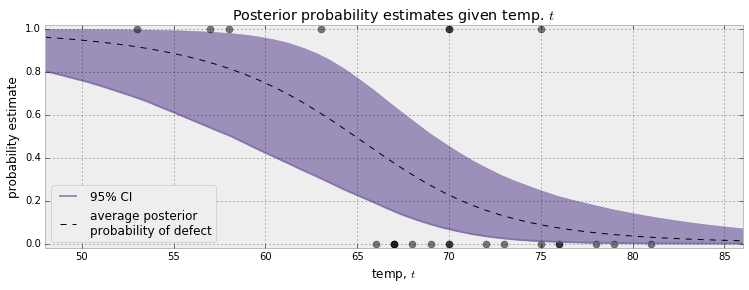 Posterior probability estimates given temp. t
1.0
0.8
0.6
0.4
0.2
0.0
probability estimate
95% CI
average posterior
probability of defect
50 55 60 65 70 75 80 85
temp, t